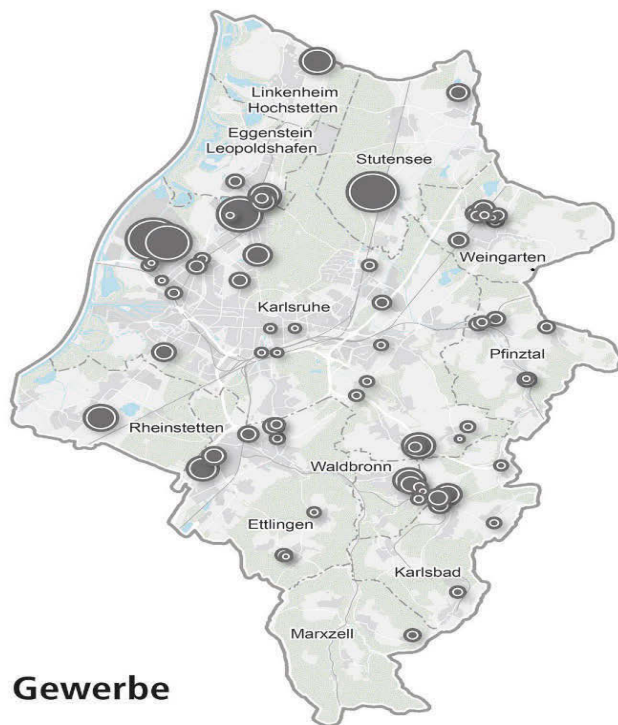 Linkenheim
Hochstetten
Eggenstein
Leopoldshafen
Stutensee
Weingarten
Karlsruhe
Pfinztal
Rheinstetten
Waldbronn
Ettlingen
Karlsbad
Marxzell
Gewerbe